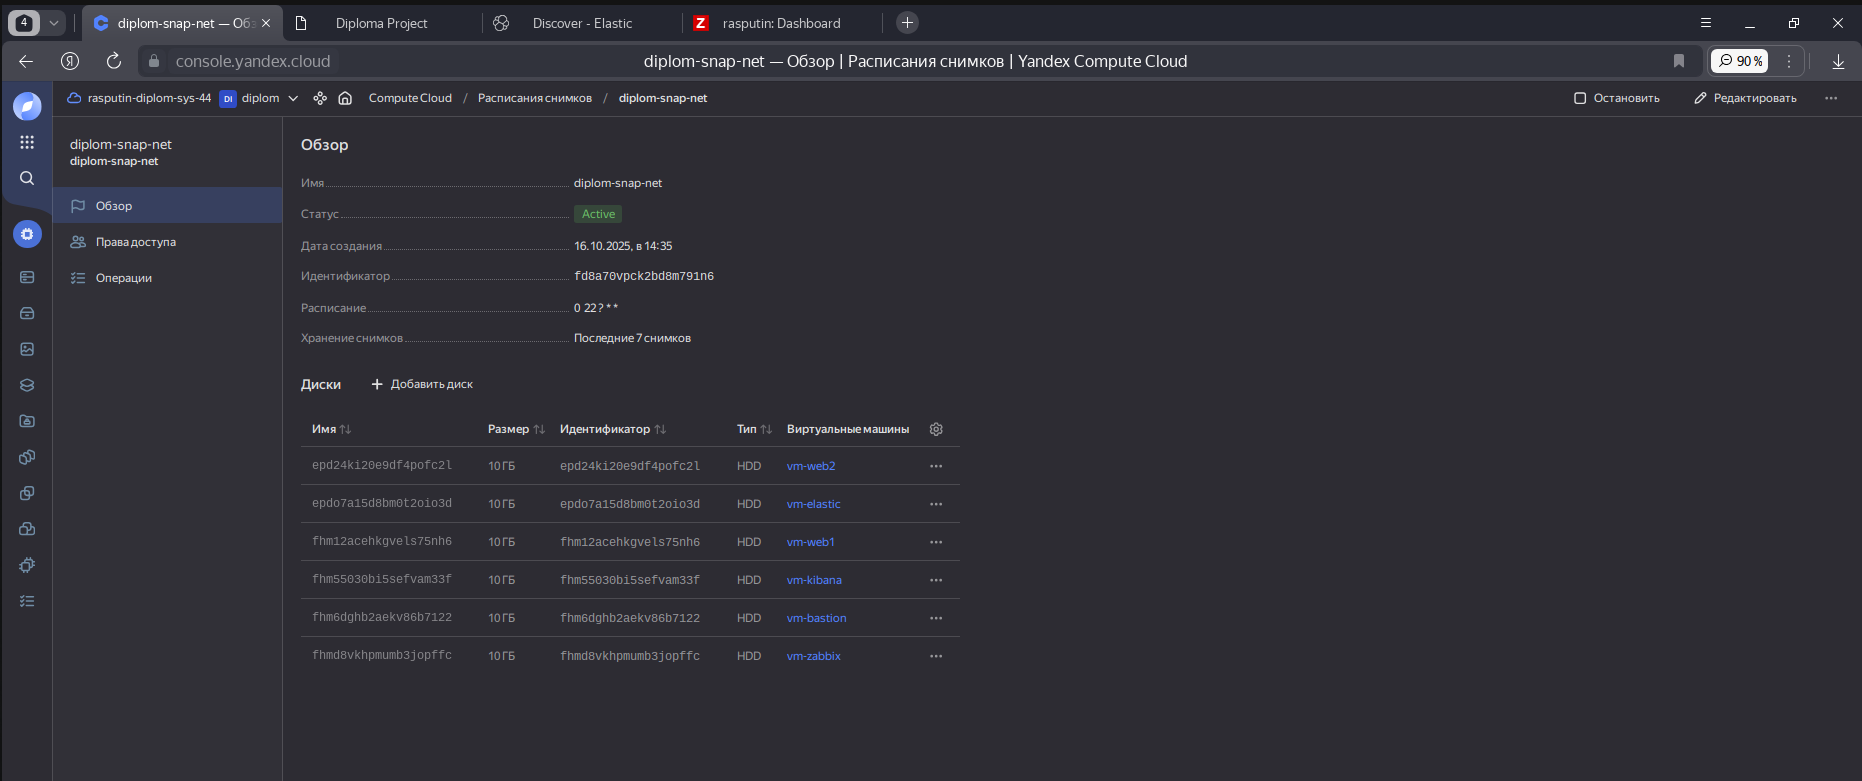 4
diplom-snap-net — Об
Diploma Project
Discover - Elastic
Z rasputin: Dashboard
console.yandex.cloud
diplom-snap-net — Обзор | Расписания снимков | Yandex Compute Cloud
90 %
rasputin-diplom-sys-44 DI diplom
Compute Cloud / Расписания снимков / diplom-snap-net
Остановить
Редактировать
diplom-snap-net
diplom-snap-net
Обзор
Права доступа
Операции
Обзор
Имя diplom-snap-net
Статус Active
Дата создания 16.10.2025, в 14:35
Идентификатор fd8a70vpck2bd8m791n6
Расписание 0 22 ? * *
Хранение снимков Последние 7 снимков
Диски + Добавить диск
Имя Размер Идентификатор Тип Виртуальные машины
epd24ki20e9df4pofc2l 10 ГБ epd24ki20e9df4pofc2l HDD vm-web2
epdo7a15d8bm0t2oio3d 10 ГБ epdo7a15d8bm0t2oio3d HDD vm-elastic
fhm12acehkgvels75nh6 10 ГБ fhm12acehkgvels75nh6 HDD vm-web1
fhm55030bi5sefvam33f 10 ГБ fhm55030bi5sefvam33f HDD vm-kibana
fhm6dghb2aekv86b7122 10 ГБ fhm6dghb2aekv86b7122 HDD vm-bastion
fhmd8vkhpmumb3jopffc 10 ГБ fhmd8vkhpmumb3jopffc HDD vm-zabbix